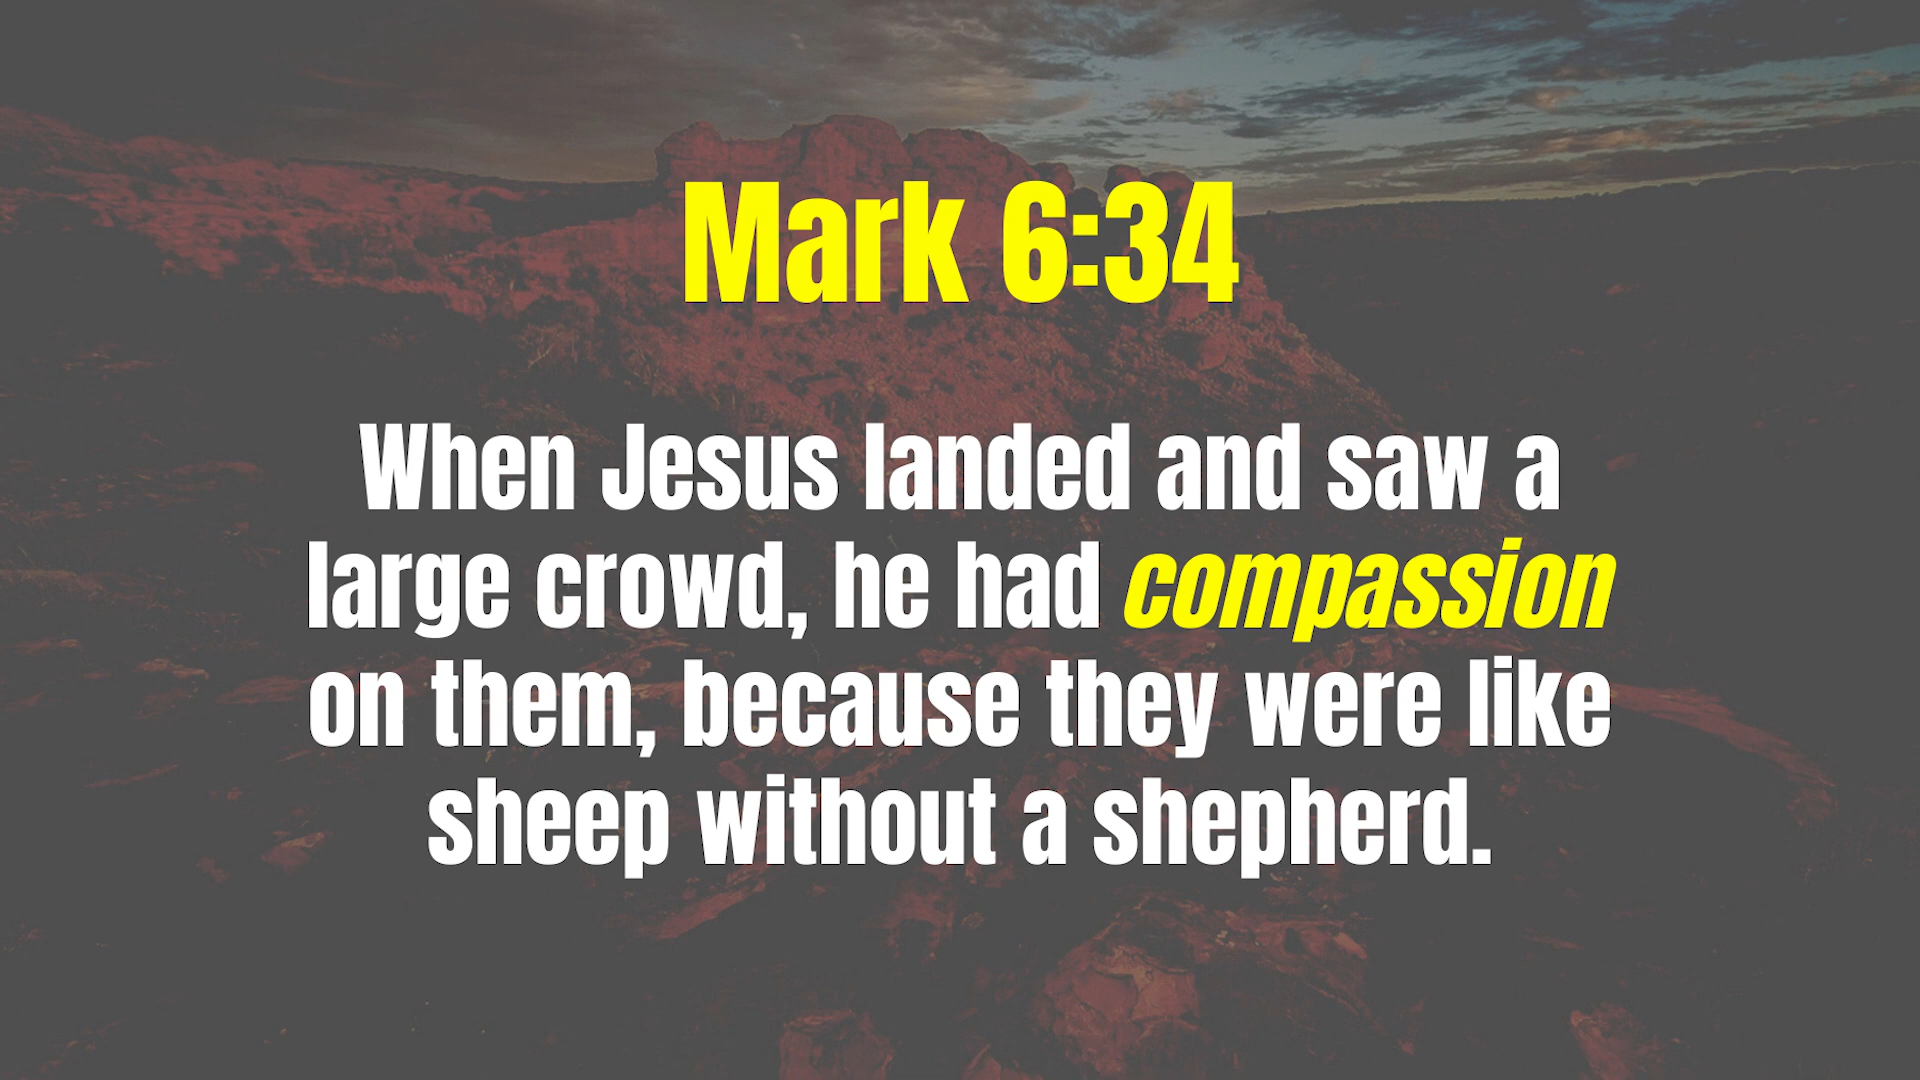 Mark 6:34
When Jesus landed and saw a
large crowd, he had compassion
on them, because they were like
sheep without a shepherd.